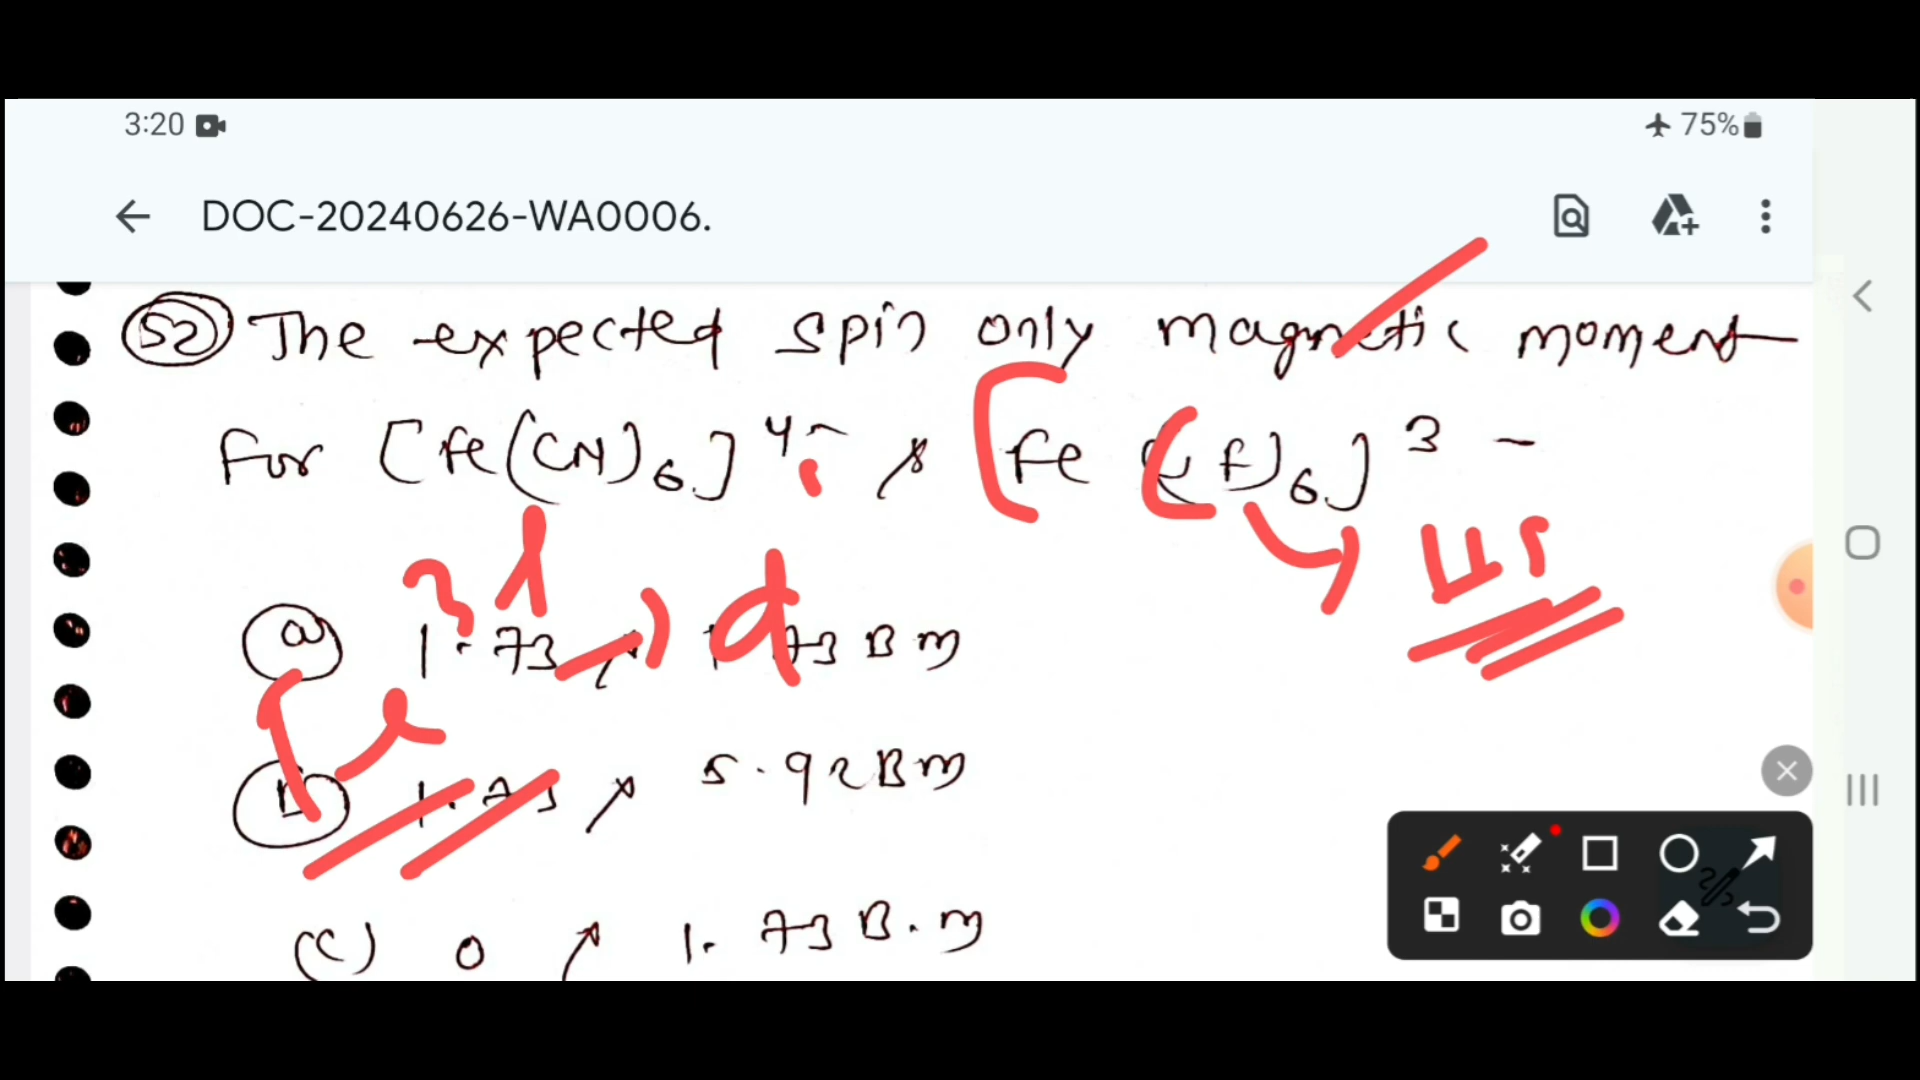 3:20 75%
DOC-20240626-WA0006.
52 The expected spin only magnetic moment
for [Fe(CN)6]4- , [Fe(F)6]3-
HS
(a) 1.73, 1.73 BM
(b) 1.73, 5.92 BM
(c) 0, 1.73 B.M